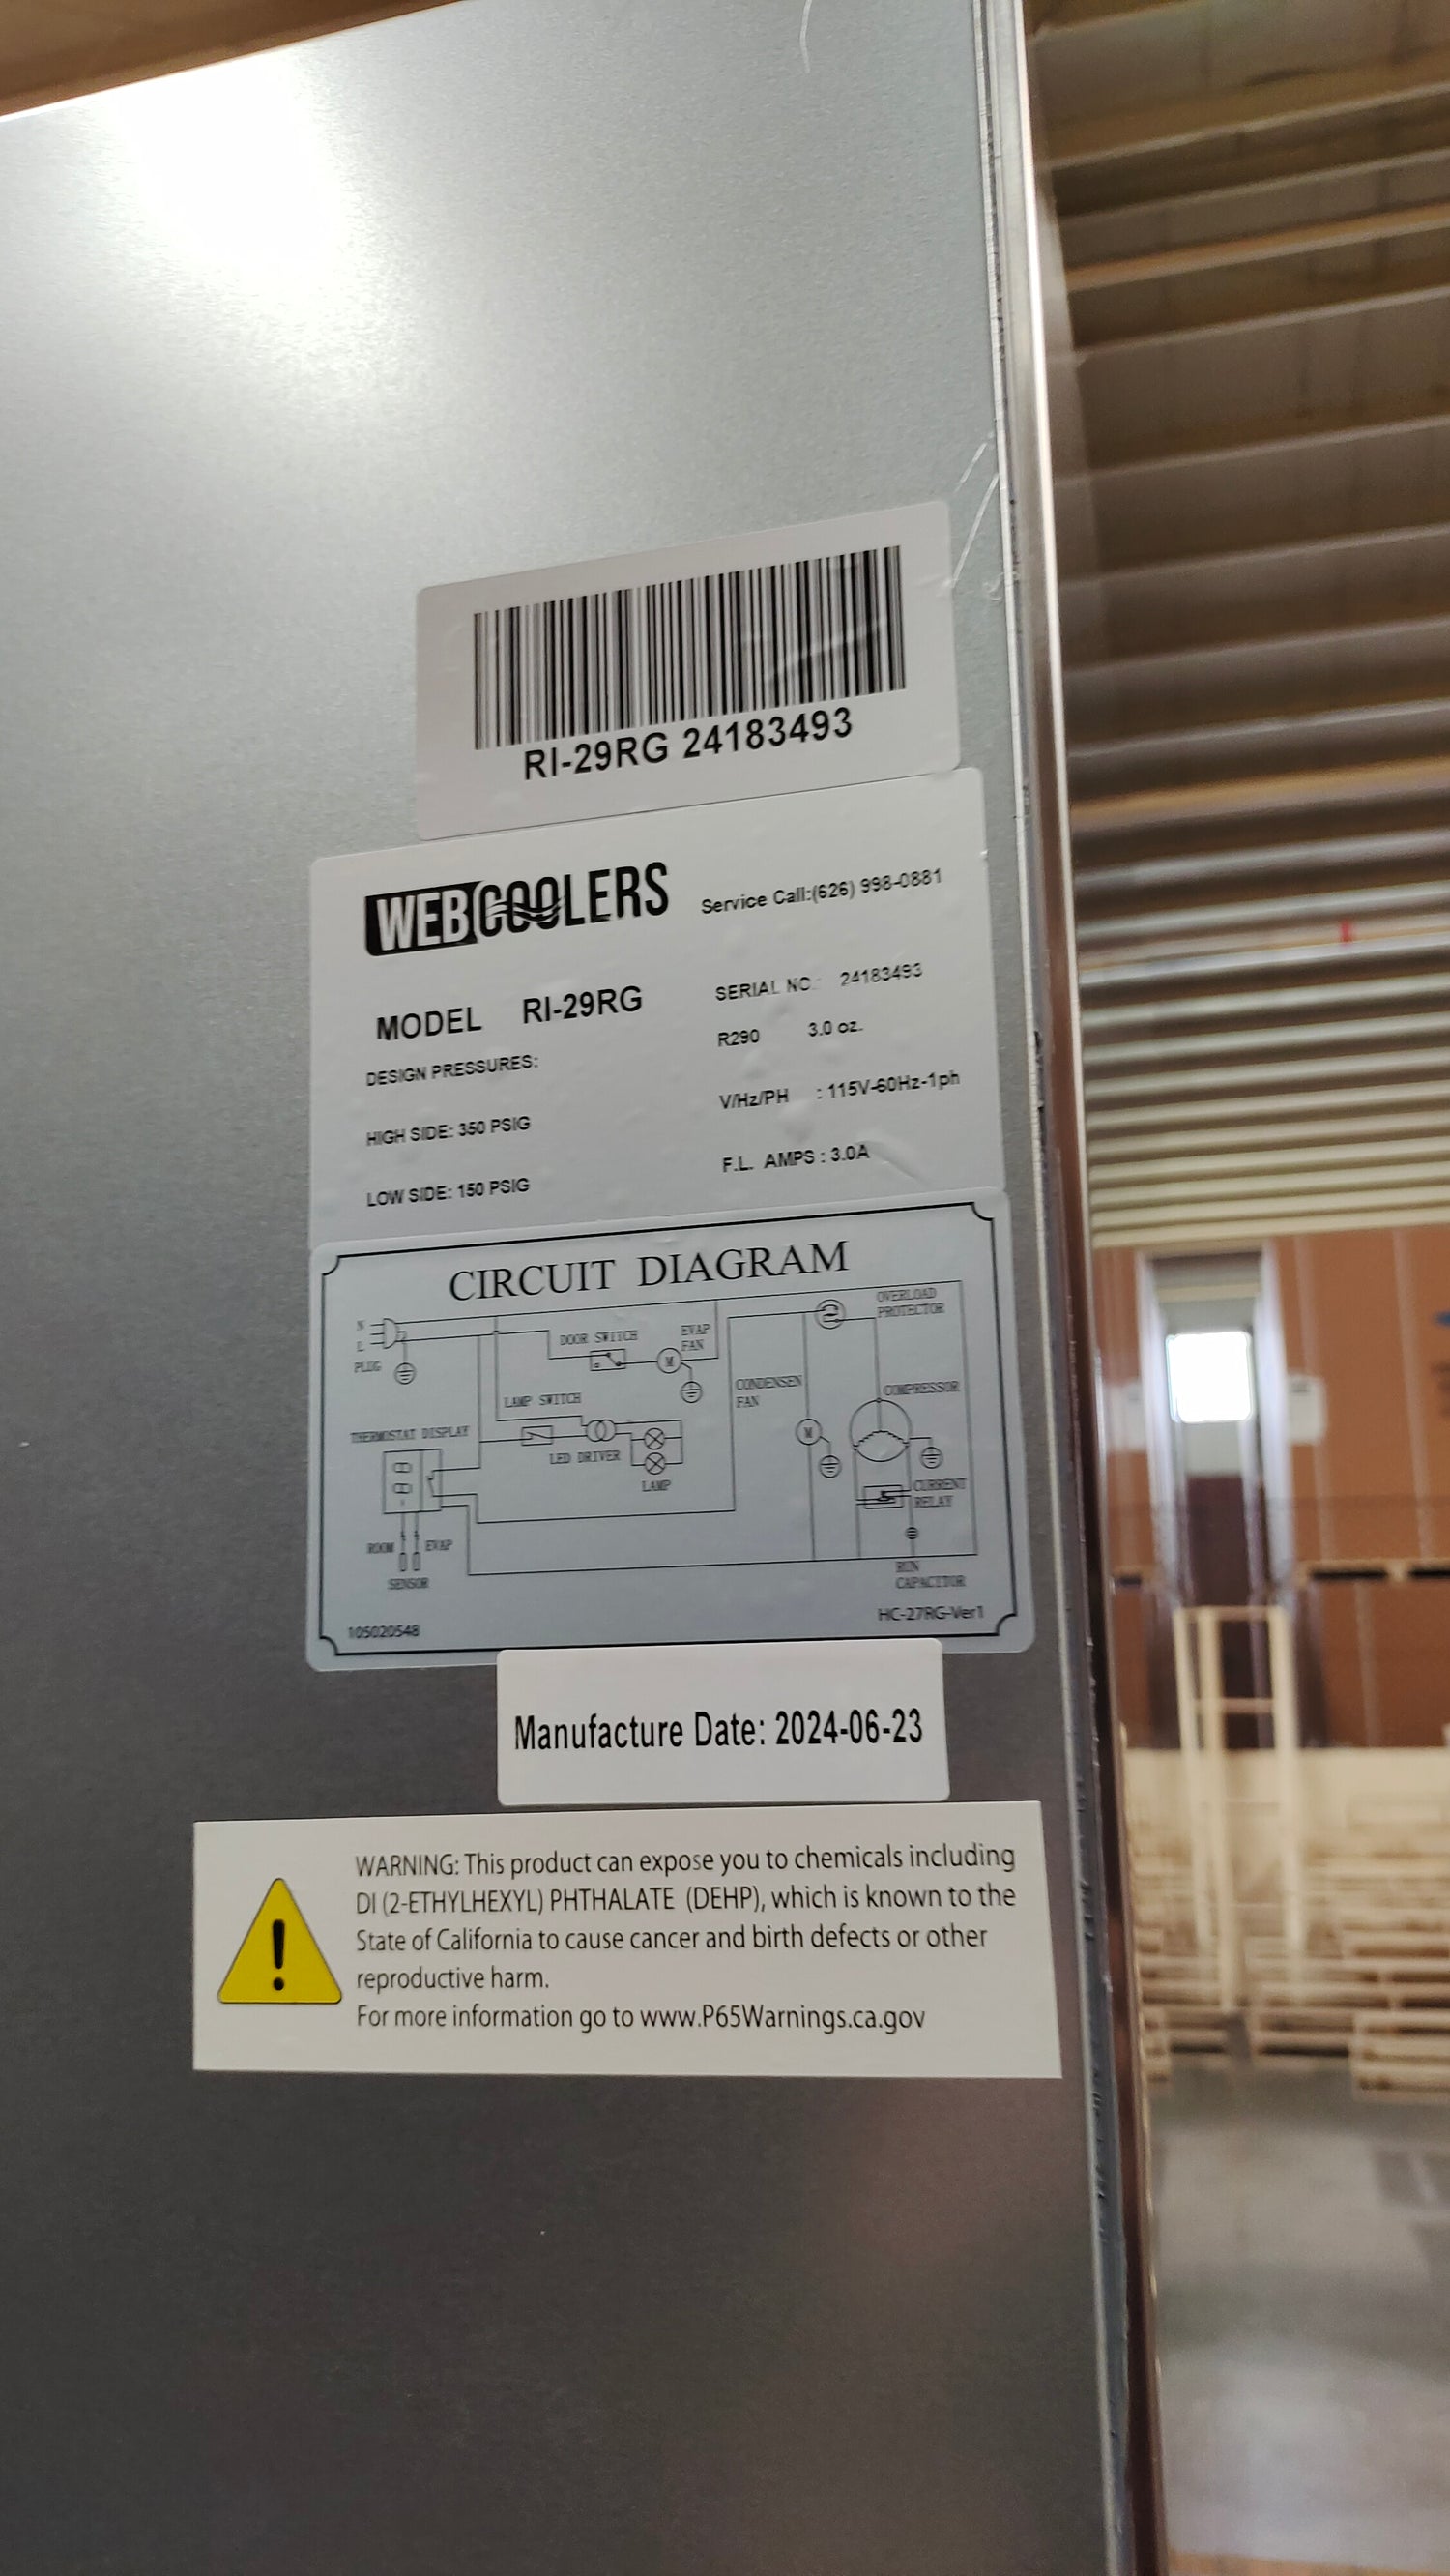 RI-29RG 24183493
WEBCOOLERS
Service Call:(626) 998-0881
MODEL RI-29RG
SERIAL NO.: 24183493
DESIGN PRESSURES:
R290 3.0 oz.
HIGH SIDE: 350 PSIG
V/Hz/PH : 115V-60Hz-1ph
LOW SIDE: 150 PSIG
F.L. AMPS : 3.0A
CIRCUIT DIAGRAM
N
L
PLUG
DOOR SWITCH
EVAP
FAN
M
OVERLOAD
PROTECTOR
LAMP SWITCH
CONDENSEN
FAN
M
COMPRESSOR
THERMOSTAT DISPLAY
LED DRIVER
LAMP
CURRENT
RELAY
ROOM
EVAP
SENSOR
RUN
CAPACITOR
105020548
HC-27RG-Ver1
Manufacture Date: 2024-06-23
WARNING: This product can expose you to chemicals including
DI (2-ETHYLHEXYL) PHTHALATE (DEHP), which is known to the
State of California to cause cancer and birth defects or other
reproductive harm.
For more information go to www.P65Warnings.ca.gov